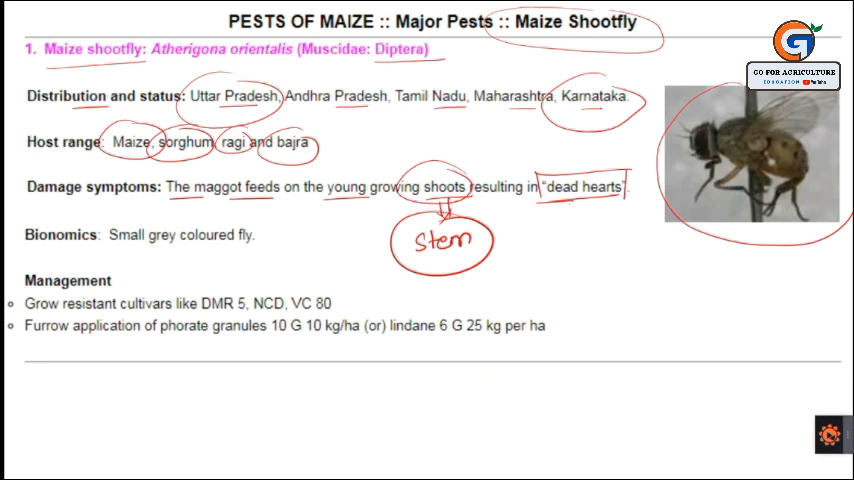 PESTS OF MAIZE :: Major Pests :: Maize Shootfly
1. Maize shootfly: Atherigona orientalis (Muscidae: Diptera)
GO FOR AGRICULTURE
EDUCATION YouTube
Distribution and status: Uttar Pradesh, Andhra Pradesh, Tamil Nadu, Maharashtra, Karnataka.
Host range: Maize, sorghum, ragi and bajra
Damage symptoms: The maggot feeds on the young growing shoots resulting in "dead hearts".
Stem
Bionomics: Small grey coloured fly.
Management
Grow resistant cultivars like DMR 5, NCD, VC 80
Furrow application of phorate granules 10 G 10 kg/ha (or) lindane 6 G 25 kg per ha